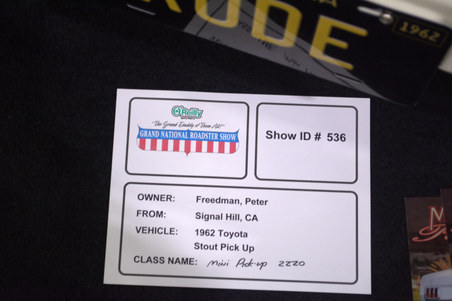 RUDE
1962
O'Reilly
"The Grand Daddy of Them All"
GRAND NATIONAL ROADSTER SHOW
Show ID # 536
OWNER: Freedman, Peter
FROM: Signal Hill, CA
VEHICLE: 1962 Toyota
Stout Pick Up
CLASS NAME: Mini Pick-up 2220